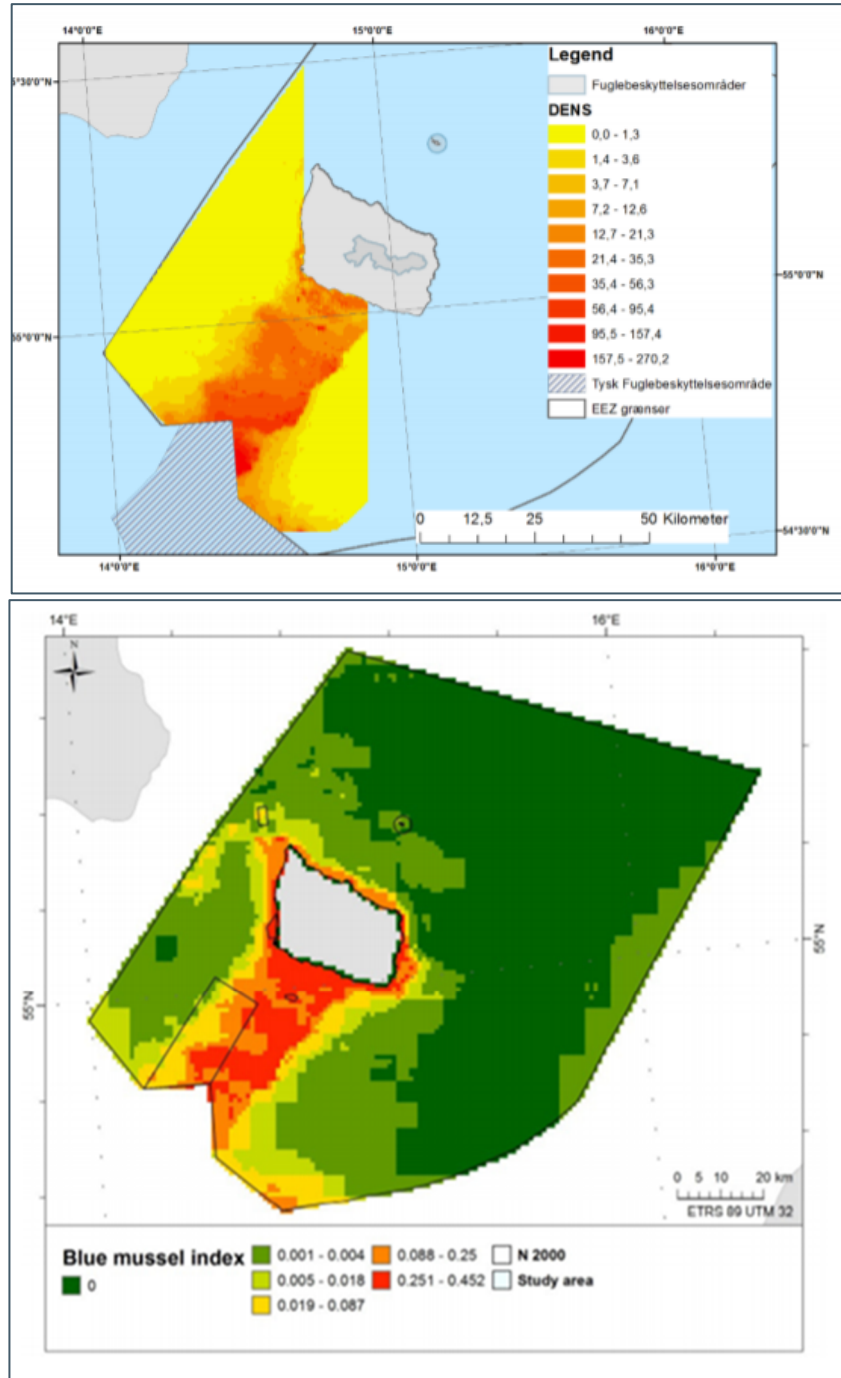 14°0'0"E 15°0'0"E 16°0'0"E
5°30'0"N
Legend
Fuglebeskyttelsesområder
DENS
0,0 - 1,3
1,4 - 3,6
3,7 - 7,1
7,2 - 12,6
12,7 - 21,3
21,4 - 35,3
35,4 - 56,3
56,4 - 95,4
95,5 - 157,4
157,5 - 270,2
Tysk Fuglebeskyttelsesområde
EEZ grænser
55°0'0"N
55°0'0"N
0 12,5 25 50 Kilometer
54°30'0"N
14°0'0"E 15°0'0"E 16°0'0"E
14°E 16°E
N
55°N
55°N
0 5 10 20 km
ETRS 89 UTM 32
Blue mussel index
0
0.001 - 0.004
0.005 - 0.018
0.019 - 0.087
0.088 - 0.25
0.251 - 0.452
N 2000
Study area